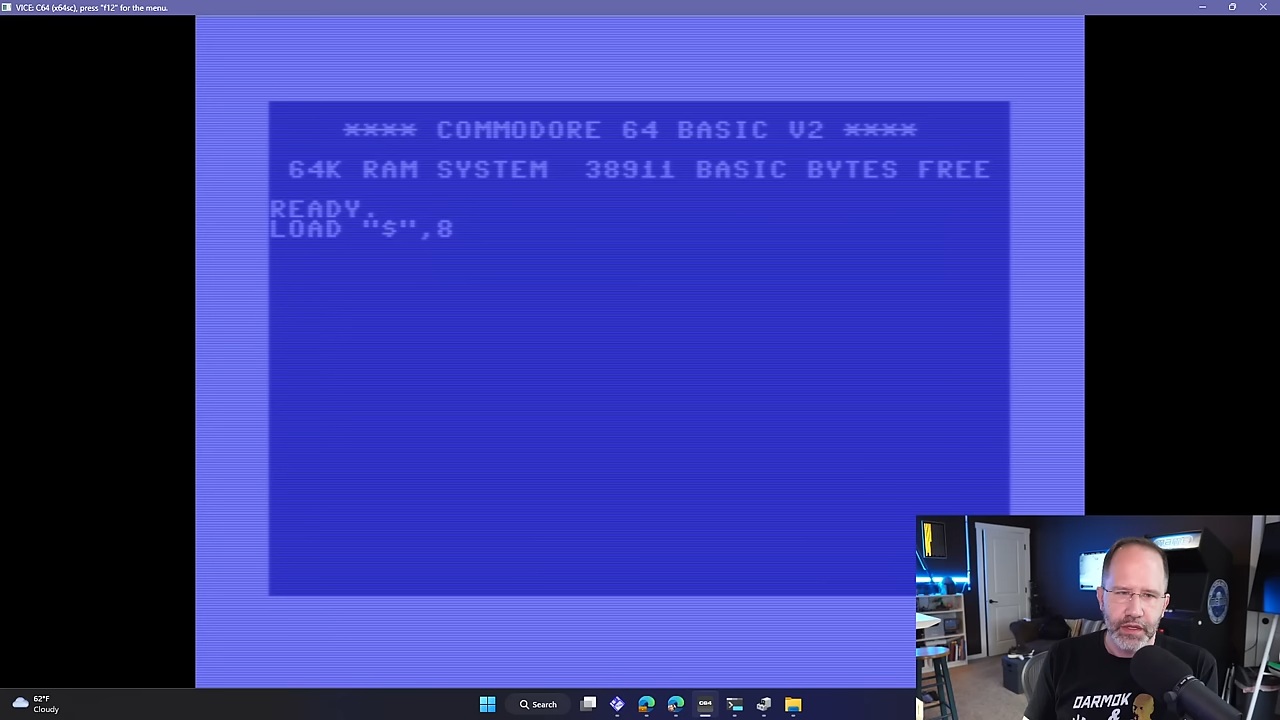 VICE: C64 (x64sc), press "f12" for the menu.
**** COMMODORE 64 BASIC V2 ****
64K RAM SYSTEM  38911 BASIC BYTES FREE
READY.
LOAD "$",8
DARMOK
&
62°F
Cloudy
Search
C64